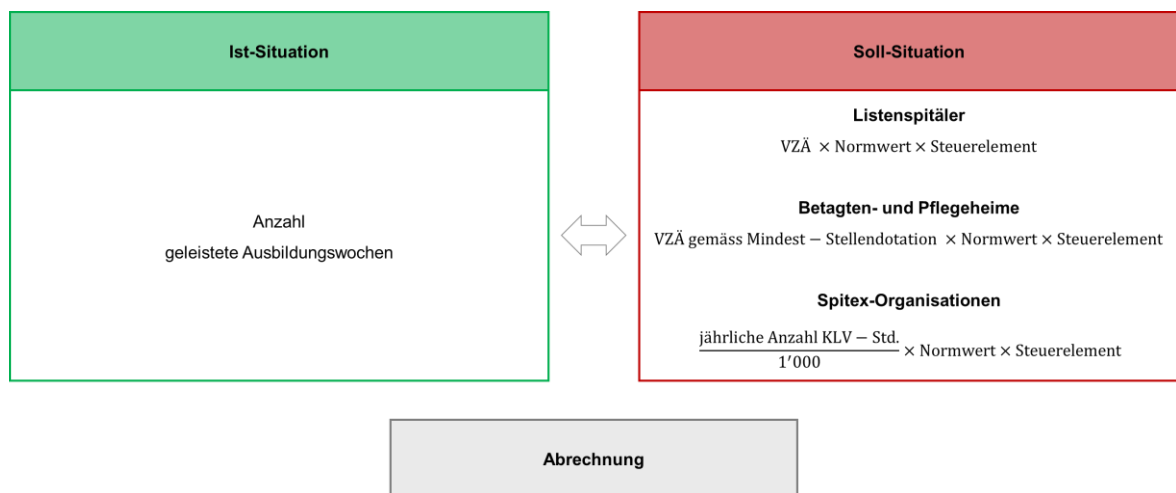 Ist-Situation
Anzahl
geleistete Ausbildungswochen
Soll-Situation
Listenspitäler
VZÄ × Normwert × Steuerelement
Betagten- und Pflegeheime
VZÄ gemäss Mindest − Stellendotation × Normwert × Steuerelement
Spitex-Organisationen
jährliche Anzahl KLV − Std.
1′000
× Normwert × Steuerelement
Abrechnung